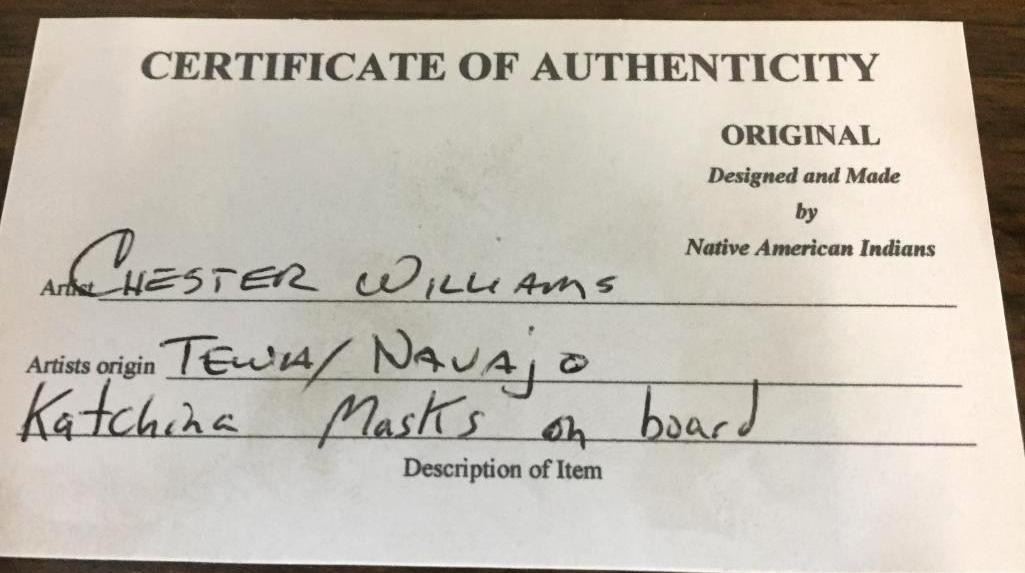 CERTIFICATE OF AUTHENTICITY
ORIGINAL
Designed and Made
by
Native American Indians
Artist CHESTER WILLIAMS
Artists origin TEWA/ NAVAjO
Katchina Masks on board
Description of Item